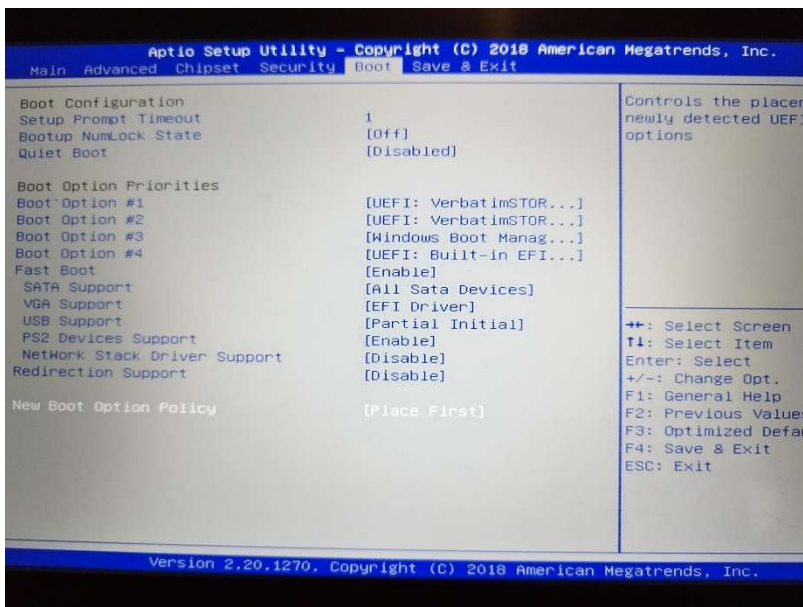 Aptio Setup Utility – Copyright (C) 2018 American Megatrends, Inc.
Main Advanced Chipset Security Boot Save & Exit
Boot Configuration
Setup Prompt Timeout 1
Bootup NumLock State [Off]
Quiet Boot [Disabled]
Boot Option Priorities
Boot Option #1 [UEFI: VerbatimSTOR...]
Boot Option #2 [UEFI: VerbatimSTOR...]
Boot Option #3 [Windows Boot Manag...]
Boot Option #4 [UEFI: Built-in EFI...]
Fast Boot [Enable]
SATA Support [All Sata Devices]
VGA Support [EFI Driver]
USB Support [Partial Initial]
PS2 Devices Support [Enable]
NetWork Stack Driver Support [Disable]
Redirection Support [Disable]
New Boot Option Policy [Place First]
Controls the placem
newly detected UEFI
options
→←: Select Screen
↑↓: Select Item
Enter: Select
+/-: Change Opt.
F1: General Help
F2: Previous Values
F3: Optimized Defa
F4: Save & Exit
ESC: Exit
Version 2.20.1270. Copyright (C) 2018 American Megatrends, Inc.